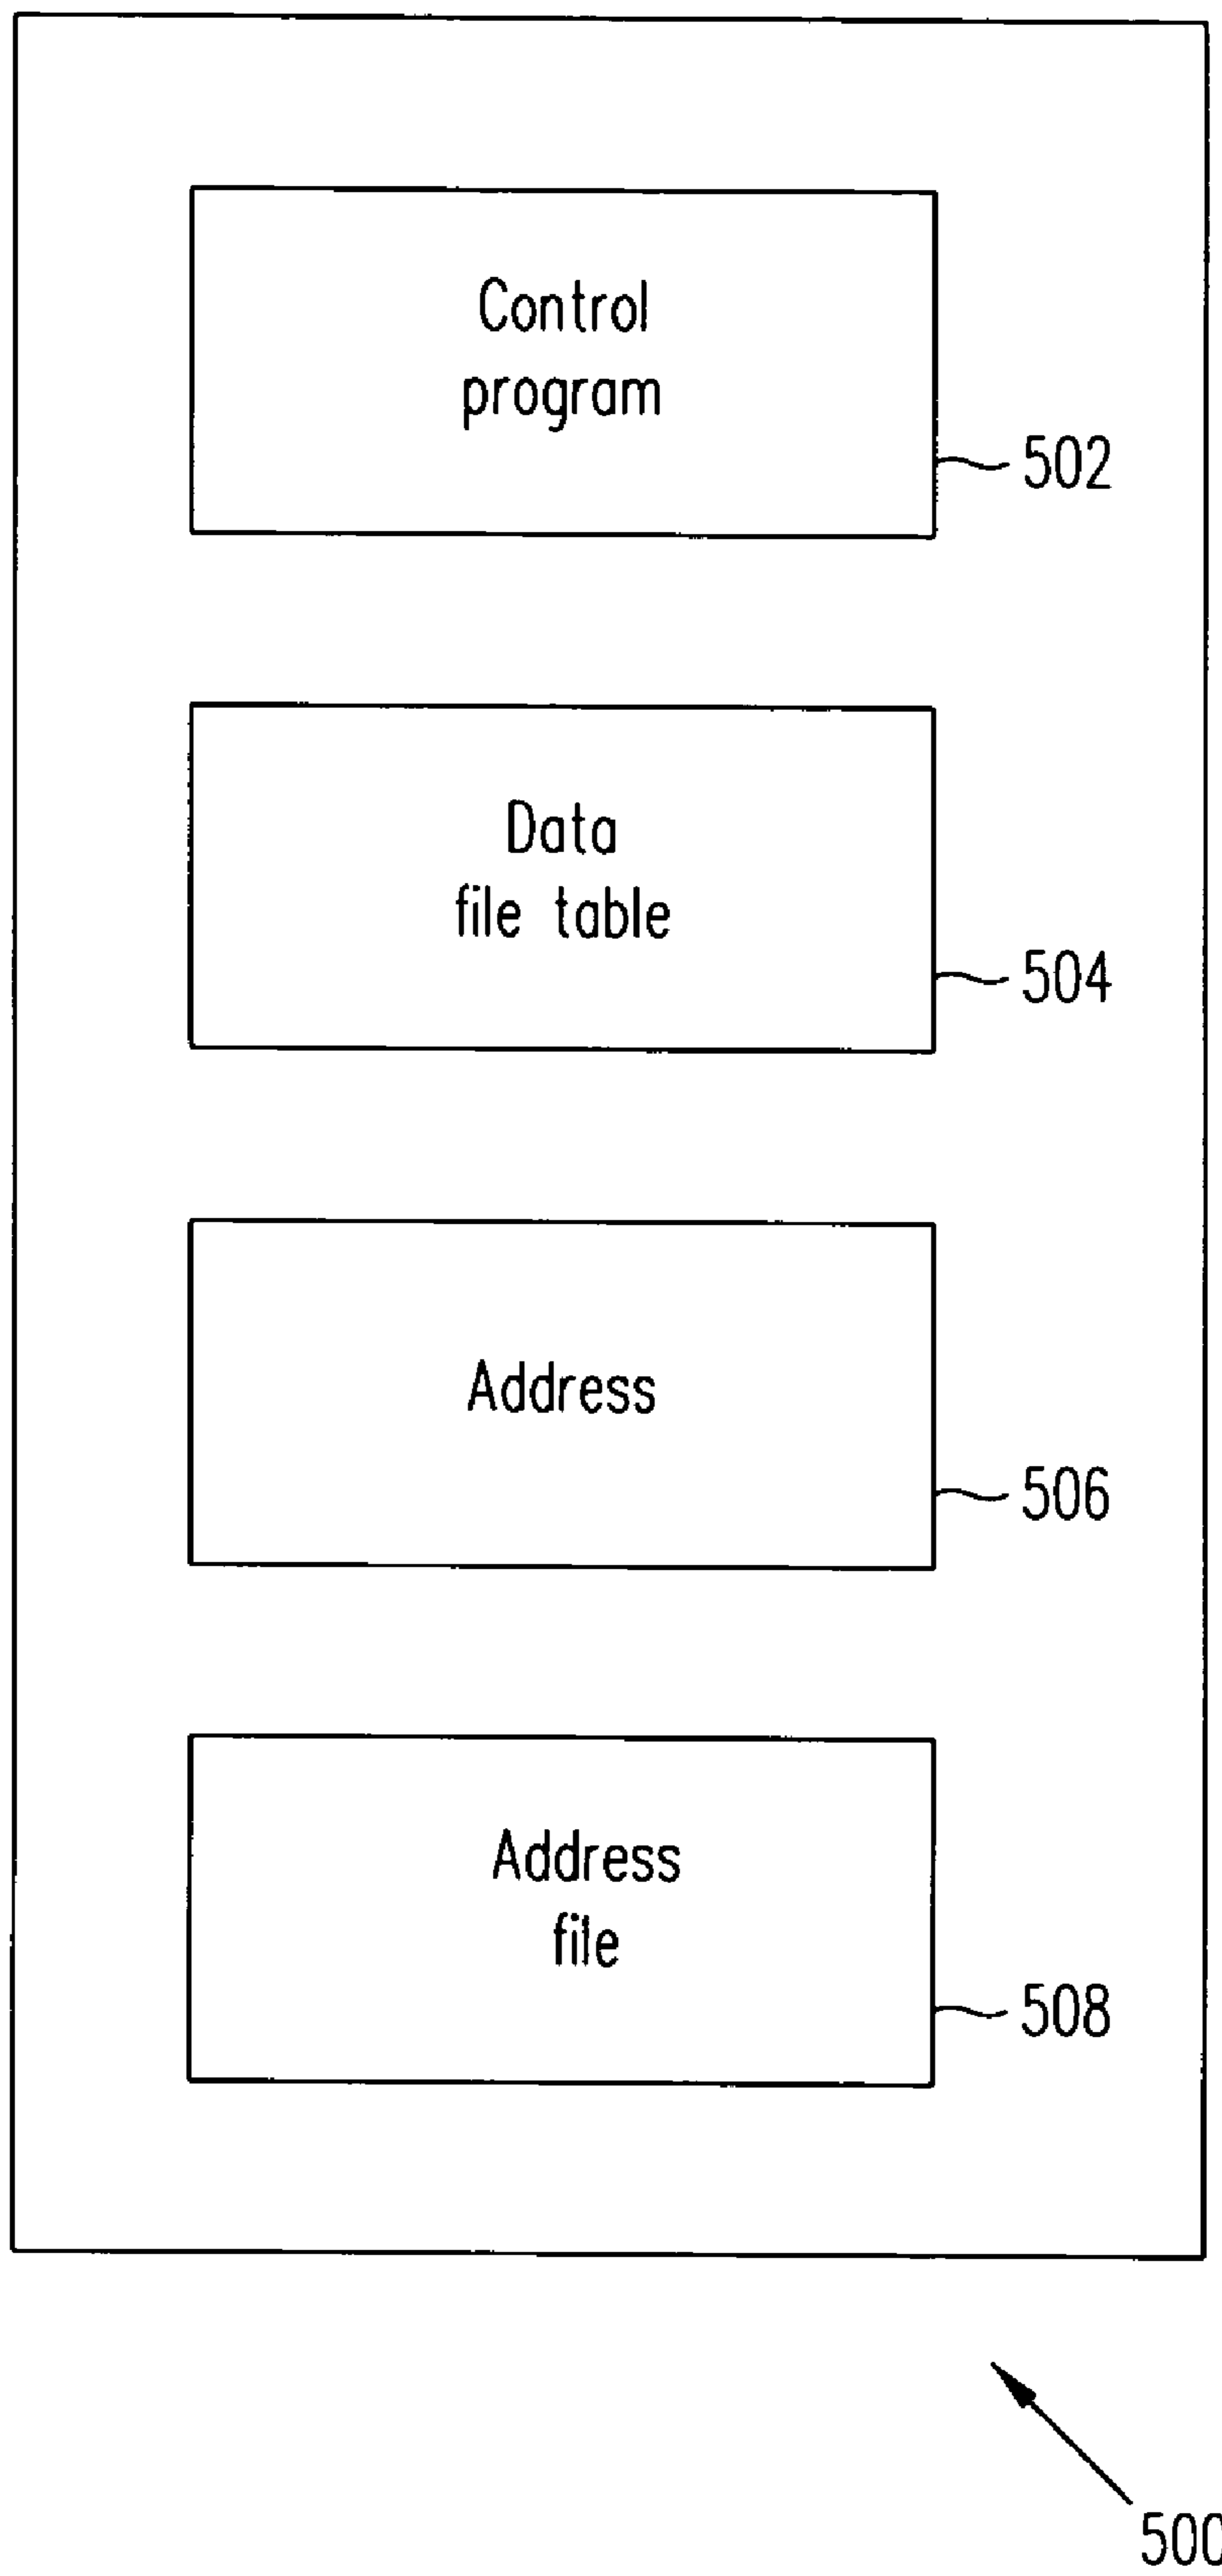 Control
program
502
Data
file table
504
Address
506
Address
file
508
500